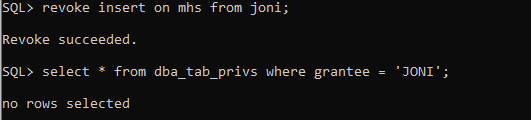 SQL> revoke insert on mhs from joni;
Revoke succeeded.
SQL> select * from dba_tab_privs where grantee = 'JONI';
no rows selected